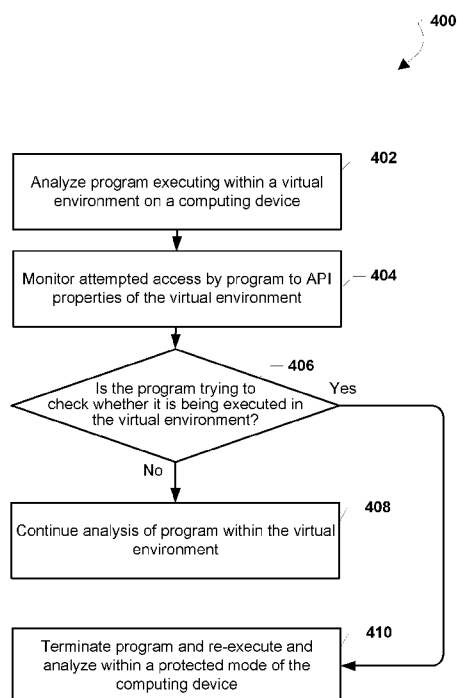 400
402
Analyze program executing within a virtual
environment on a computing device
Monitor attempted access by program to API
properties of the virtual environment
404
406
Is the program trying to
check whether it is being executed in
the virtual environment?
Yes
No
408
Continue analysis of program within the virtual
environment
410
Terminate program and re-execute and
analyze within a protected mode of the
computing device